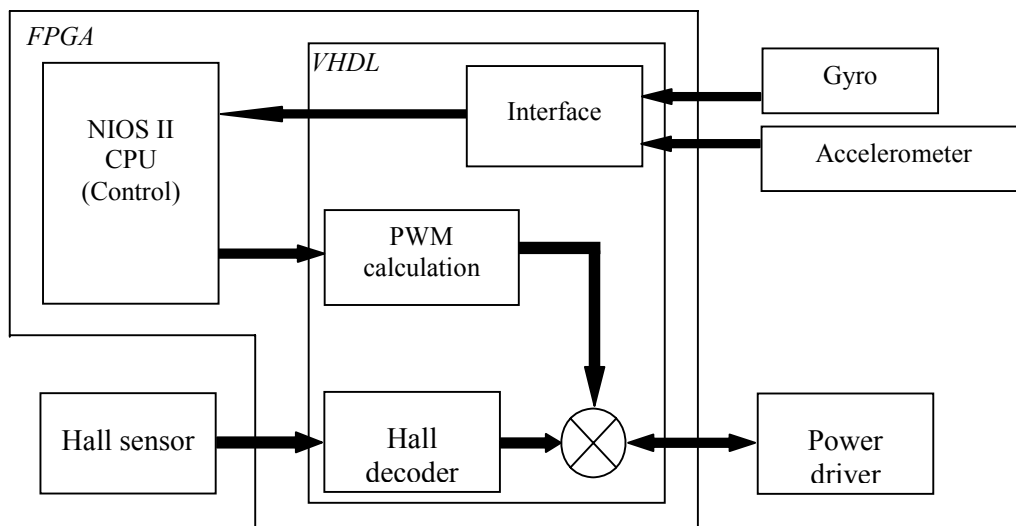 FPGA
VHDL
NIOS II
CPU
(Control)
Interface
Gyro
Accelerometer
PWM
calculation
Hall sensor
Hall
decoder
Power
driver